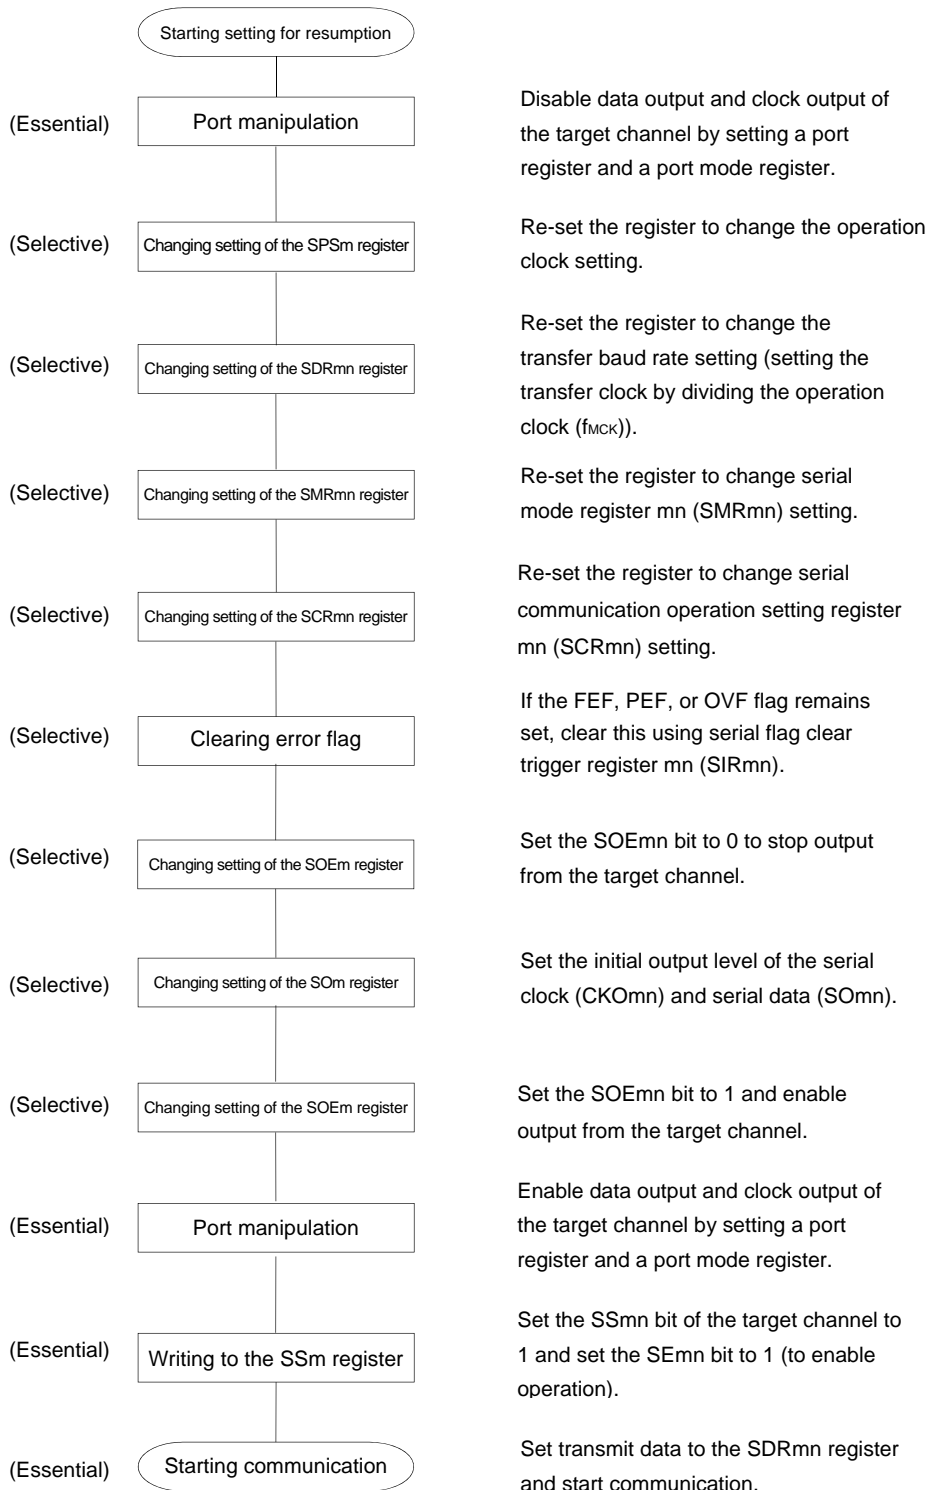 Starting setting for resumption
(Essential)
Port manipulation
Disable data output and clock output of
the target channel by setting a port
register and a port mode register.
(Selective)
Changing setting of the SPSm register
Re-set the register to change the operation
clock setting.
(Selective)
Changing setting of the SDRmn register
Re-set the register to change the
transfer baud rate setting (setting the
transfer clock by dividing the operation
clock (fMCK)).
(Selective)
Changing setting of the SMRmn register
Re-set the register to change serial
mode register mn (SMRmn) setting.
(Selective)
Changing setting of the SCRmn register
Re-set the register to change serial
communication operation setting register
mn (SCRmn) setting.
(Selective)
Clearing error flag
If the FEF, PEF, or OVF flag remains
set, clear this using serial flag clear
trigger register mn (SIRmn).
(Selective)
Changing setting of the SOEm register
Set the SOEmn bit to 0 to stop output
from the target channel.
(Selective)
Changing setting of the SOm register
Set the initial output level of the serial
clock (CKOmn) and serial data (SOmn).
(Selective)
Changing setting of the SOEm register
Set the SOEmn bit to 1 and enable
output from the target channel.
(Essential)
Port manipulation
Enable data output and clock output of
the target channel by setting a port
register and a port mode register.
(Essential)
Writing to the SSm register
Set the SSmn bit of the target channel to
1 and set the SEmn bit to 1 (to enable
operation).
(Essential)
Starting communication
Set transmit data to the SDRmn register
and start communication.